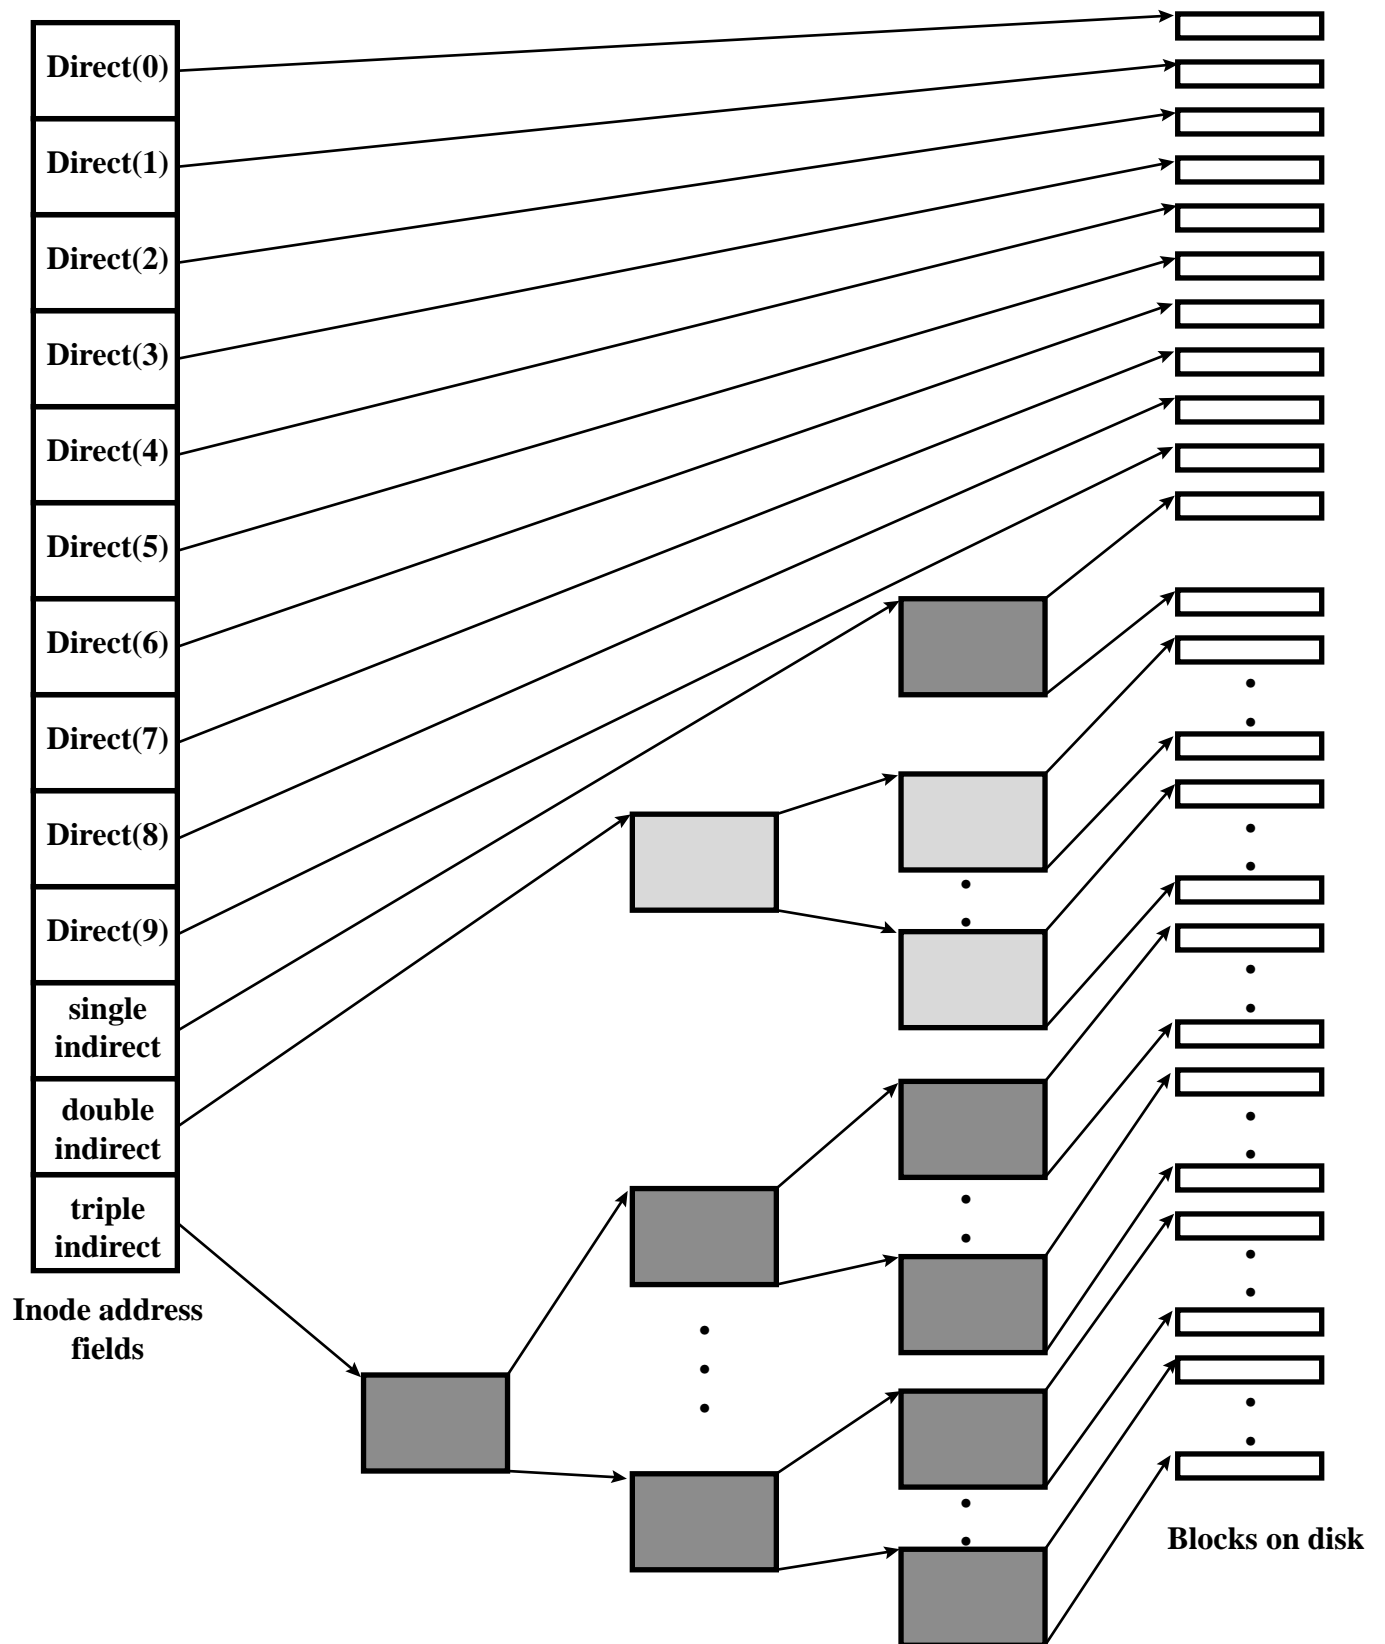 Direct(0)
Direct(1)
Direct(2)
Direct(3)
Direct(4)
Direct(5)
Direct(6)
Direct(7)
Direct(8)
Direct(9)
single
indirect
double
indirect
triple
indirect
Inode address
fields
Blocks on disk